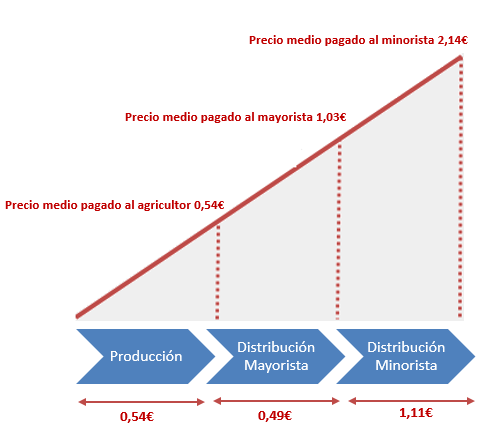 Precio medio pagado al minorista 2,14€
Precio medio pagado al mayorista 1,03€
Precio medio pagado al agricultor 0,54€
Producción
Distribución
Mayorista
Distribución
Minorista
0,54€
0,49€
1,11€